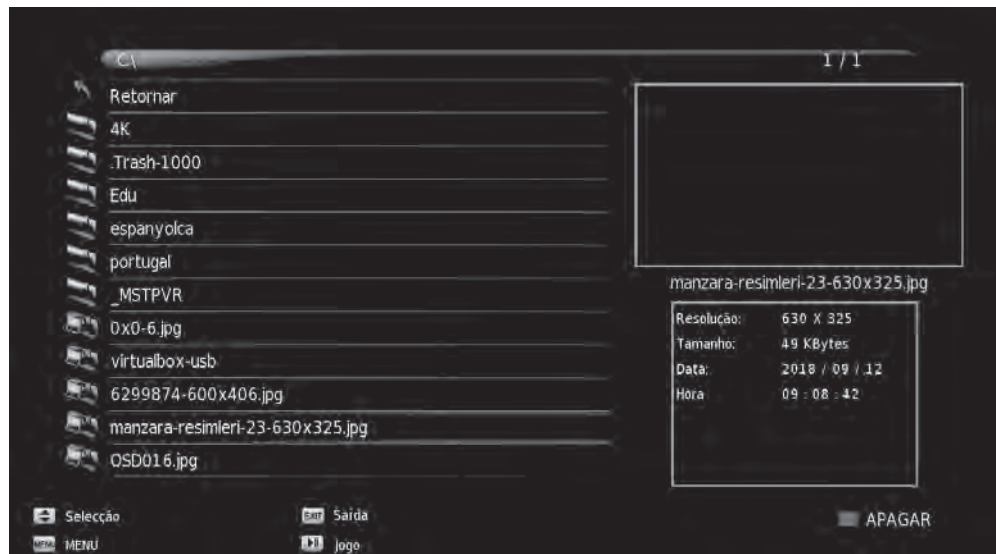 C:\
1 / 1
Retornar
4K
.Trash-1000
Edu
espanyolca
portugal
_MSTPVR
0x0-6.jpg
virtualbox-usb
6299874-600x406.jpg
manzara-resimleri-23-630x325.jpg
OSD016.jpg
manzara-resimleri-23-630x325.jpg
Resolução: 630 X 325
Tamanho: 49 KBytes
Data: 2018 / 09 / 12
Hora 09 : 08 : 42
Selecção
EXIT Saída
APAGAR
MENU MENU
Jogo